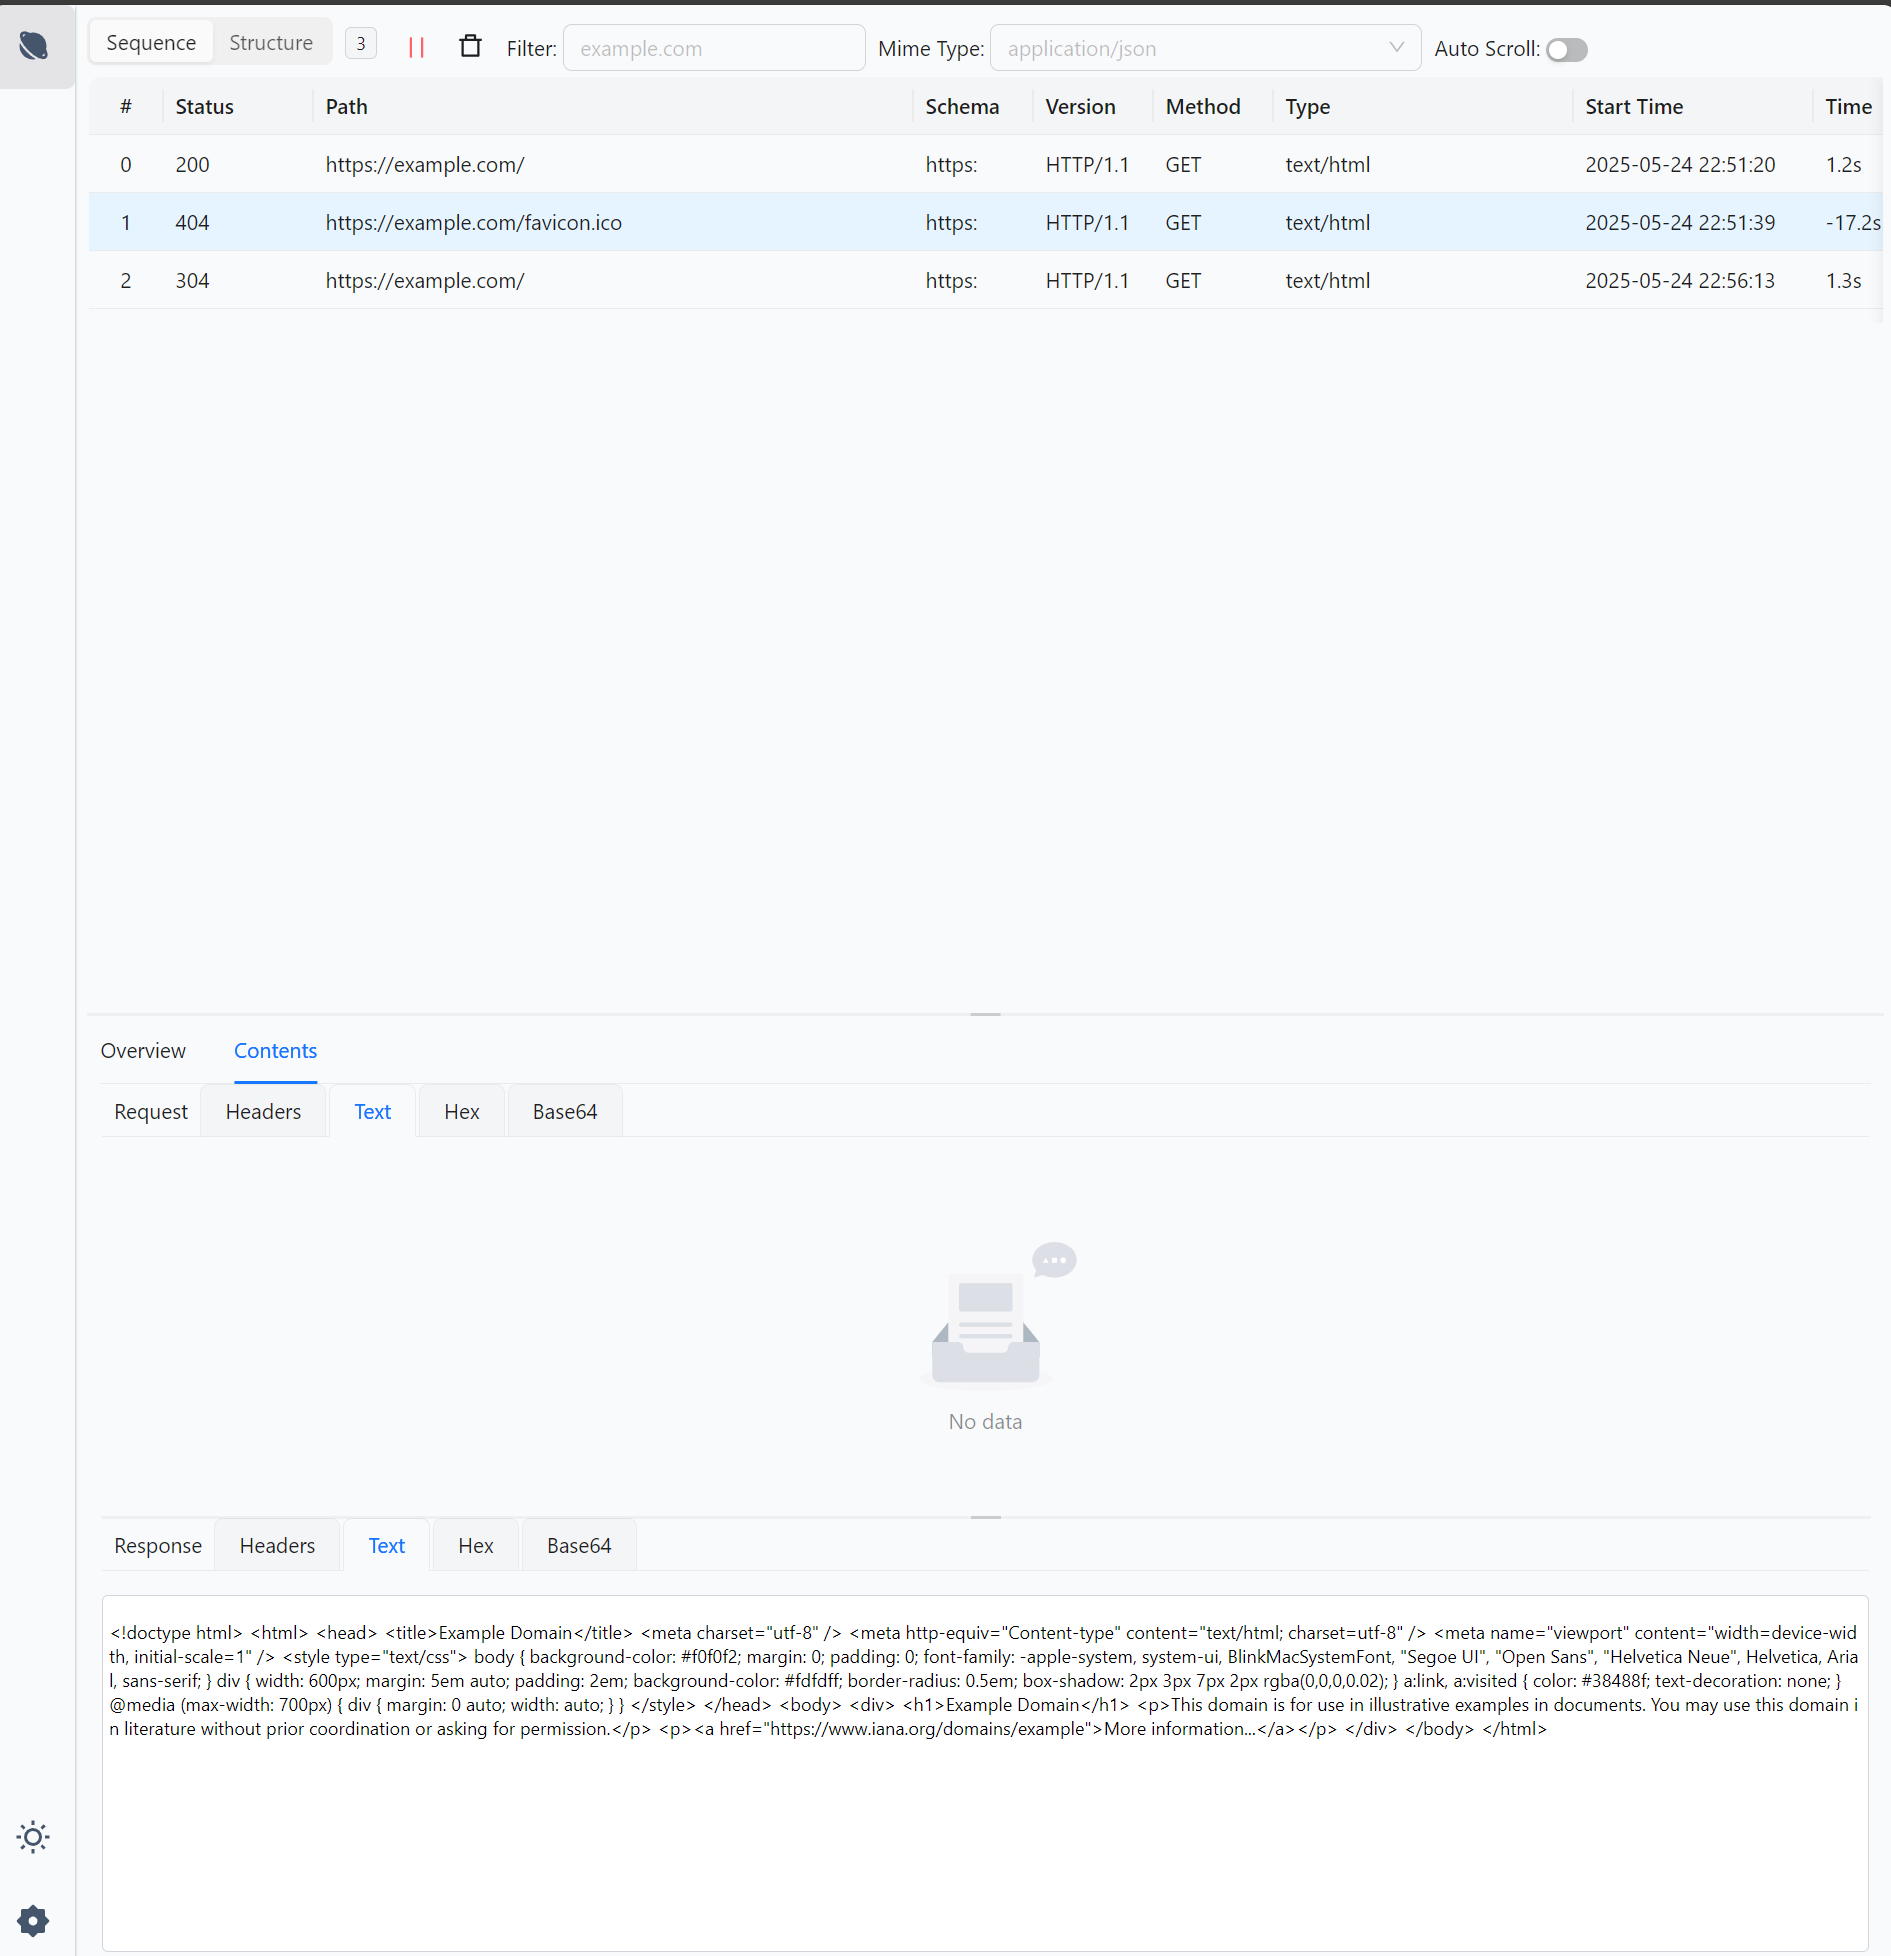 Sequence Structure 3 Filter: example.com Mime Type: application/json Auto Scroll:
# Status Path Schema Version Method Type Start Time Time
0 200 https://example.com/ https: HTTP/1.1 GET text/html 2025-05-24 22:51:20 1.2s
1 404 https://example.com/favicon.ico https: HTTP/1.1 GET text/html 2025-05-24 22:51:39 -17.2s
2 304 https://example.com/ https: HTTP/1.1 GET text/html 2025-05-24 22:56:13 1.3s
Overview Contents
Request Headers Text Hex Base64
No data
Response Headers Text Hex Base64
<!doctype html> <html> <head> <title>Example Domain</title> <meta charset="utf-8" /> <meta http-equiv="Content-type" content="text/html; charset=utf-8" /> <meta name="viewport" content="width=device-wid
th, initial-scale=1" /> <style type="text/css"> body { background-color: #f0f0f2; margin: 0; padding: 0; font-family: -apple-system, system-ui, BlinkMacSystemFont, "Segoe UI", "Open Sans", "Helvetica Neue", Helvetica, Aria
l, sans-serif; } div { width: 600px; margin: 5em auto; padding: 2em; background-color: #fdfdff; border-radius: 0.5em; box-shadow: 2px 3px 7px 2px rgba(0,0,0,0.02); } a:link, a:visited { color: #38488f; text-decoration: none; }
@media (max-width: 700px) { div { margin: 0 auto; width: auto; } } </style> </head> <body> <div> <h1>Example Domain</h1> <p>This domain is for use in illustrative examples in documents. You may use this domain i
n literature without prior coordination or asking for permission.</p> <p><a href="https://www.iana.org/domains/example">More information...</a></p> </div> </body> </html>